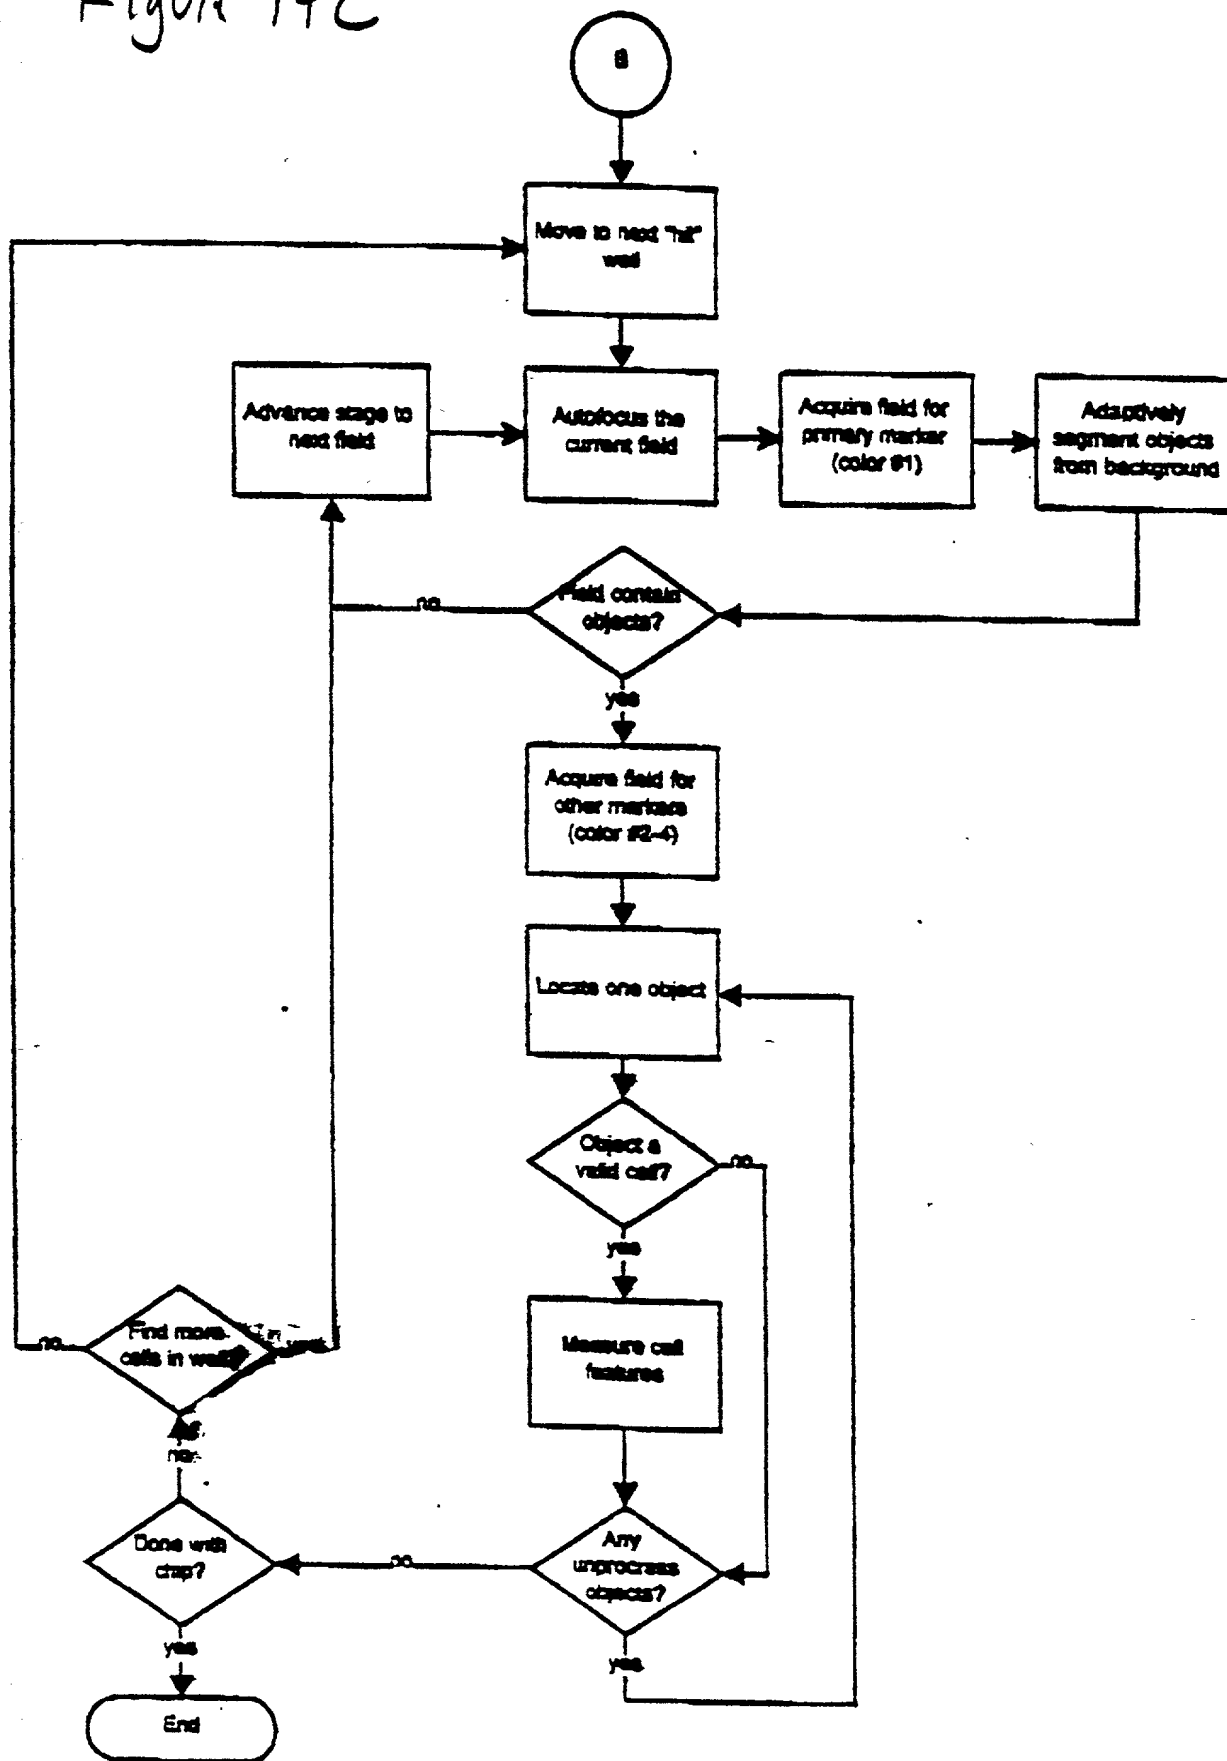 Figure 14C
B
Move to next "hit"
well
Advance stage to
next field
Autofocus the
current field
Acquire field for
primary marker
(color #1)
Adaptively
segment objects
from background
Field contain
objects?
no
yes
Acquire field for
other markers
(color #2-4)
Locate one object
Object a
valid cell?
no
yes
Measure cell
features
Find more
cells in well?
no
yes
no
Done with
chip?
no
Any
unprocess
objects?
yes
yes
End